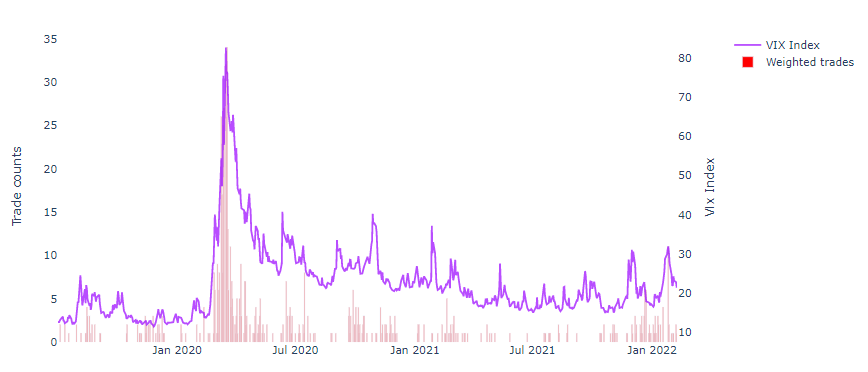 35
30
25
20
15
10
5
0
Trade counts
Jan 2020
Jul 2020
Jan 2021
Jul 2021
Jan 2022
80
70
60
50
40
30
20
10
VIx Index
VIX Index
Weighted trades